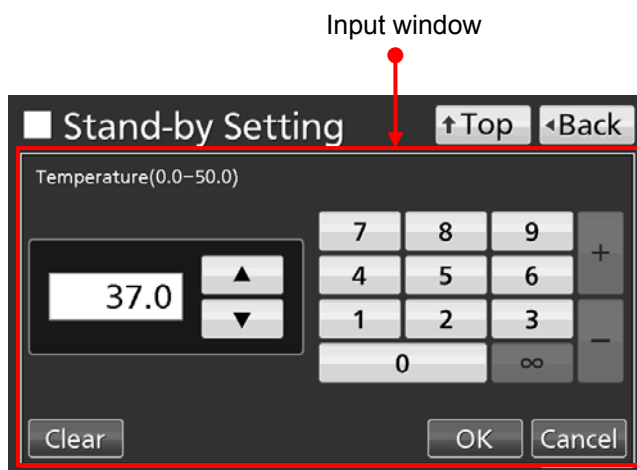 Input window
Stand-by Setting
↑Top
◂Back
Temperature(0.0–50.0)
7 8 9 +
37.0 ▲ 4 5 6
▼ 1 2 3 −
0 ∞
Clear OK Cancel